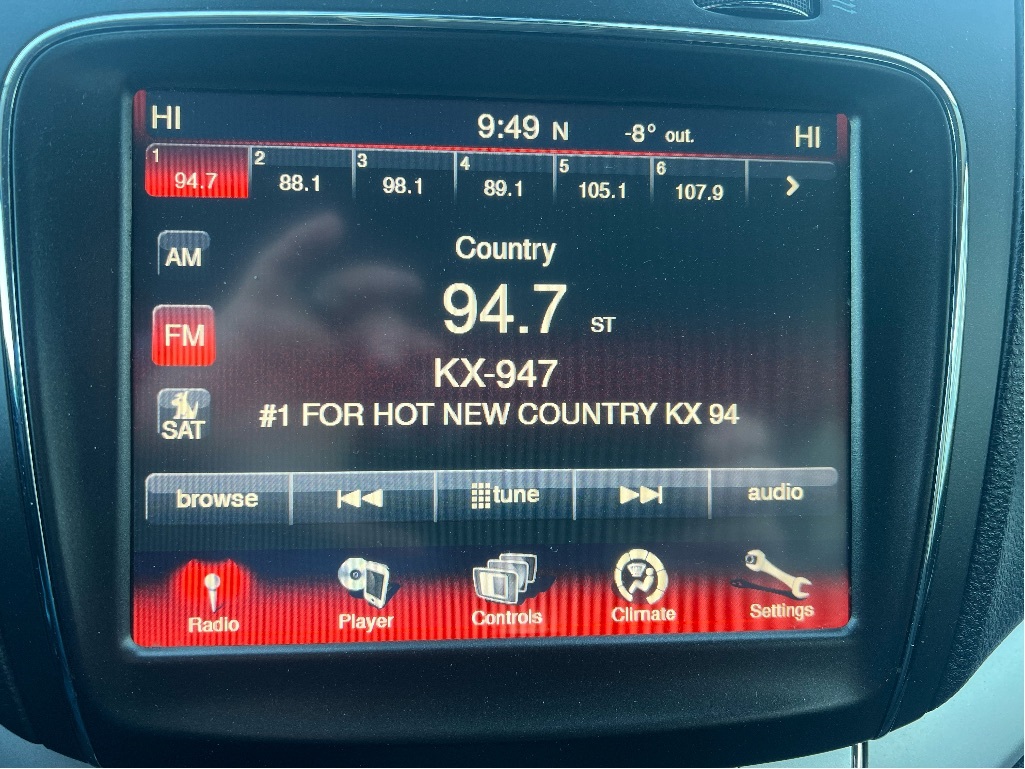 HI 9:49 N -8° out. HI
1 2 3 4 5 6
94.7 88.1 98.1 89.1 105.1 107.9 >
AM
Country
94.7 ST
FM
KX-947
SAT
#1 FOR HOT NEW COUNTRY KX 94
browse tune audio
Radio Player Controls Climate Settings